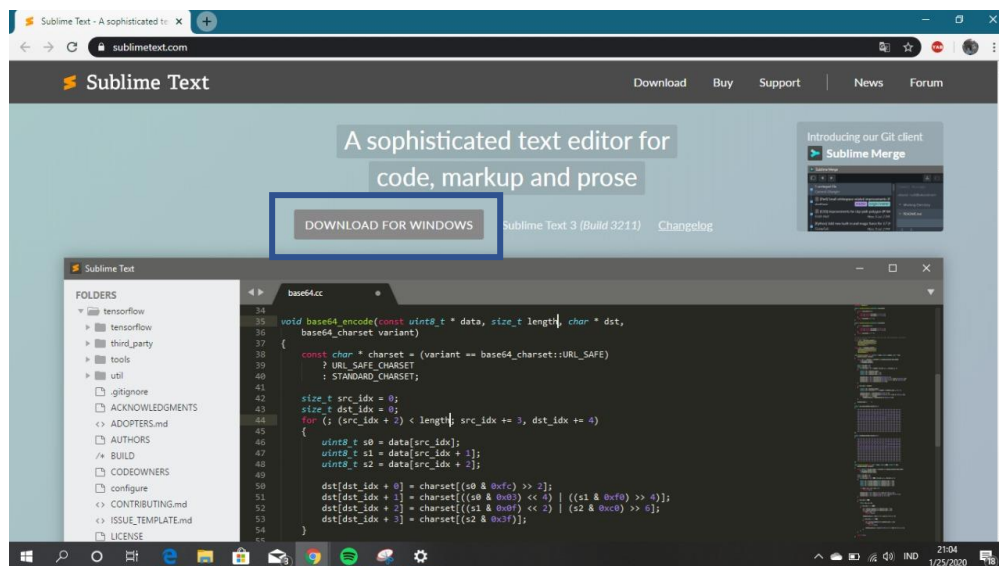 Sublime Text - A sophisticated te
sublimetext.com
Sublime Text
Download Buy Support News Forum
A sophisticated text editor for
code, markup and prose
Introducing our Git client
Sublime Merge
DOWNLOAD FOR WINDOWS Sublime Text 3 (Build 3211) Changelog
Sublime Text
FOLDERS
tensorflow
tensorflow
third_party
tools
util
.gitignore
ACKNOWLEDGMENTS
<> ADOPTERS.md
AUTHORS
/* BUILD
CODEOWNERS
configure
<> CONTRIBUTING.md
<> ISSUE_TEMPLATE.md
LICENSE
base64.cc
34
35 void base64_encode(const uint8_t * data, size_t length, char * dst,
36 base64_charset variant)
37 {
38 const char * charset = (variant == base64_charset::URL_SAFE)
39 ? URL_SAFE_CHARSET
40 : STANDARD_CHARSET;
41
42 size_t src_idx = 0;
43 size_t dst_idx = 0;
44 for (; (src_idx + 2) < length; src_idx += 3, dst_idx += 4)
45 {
46 uint8_t s0 = data[src_idx];
47 uint8_t s1 = data[src_idx + 1];
48 uint8_t s2 = data[src_idx + 2];
49
50 dst[dst_idx + 0] = charset[(s0 & 0xfc) >> 2];
51 dst[dst_idx + 1] = charset[((s0 & 0x03) << 4) | ((s1 & 0xf0) >> 4)];
52 dst[dst_idx + 2] = charset[((s1 & 0x0f) << 2) | (s2 & 0xc0) >> 6];
53 dst[dst_idx + 3] = charset[(s2 & 0x3f)];
54 }
55
IND
21:04
1/25/2020
18